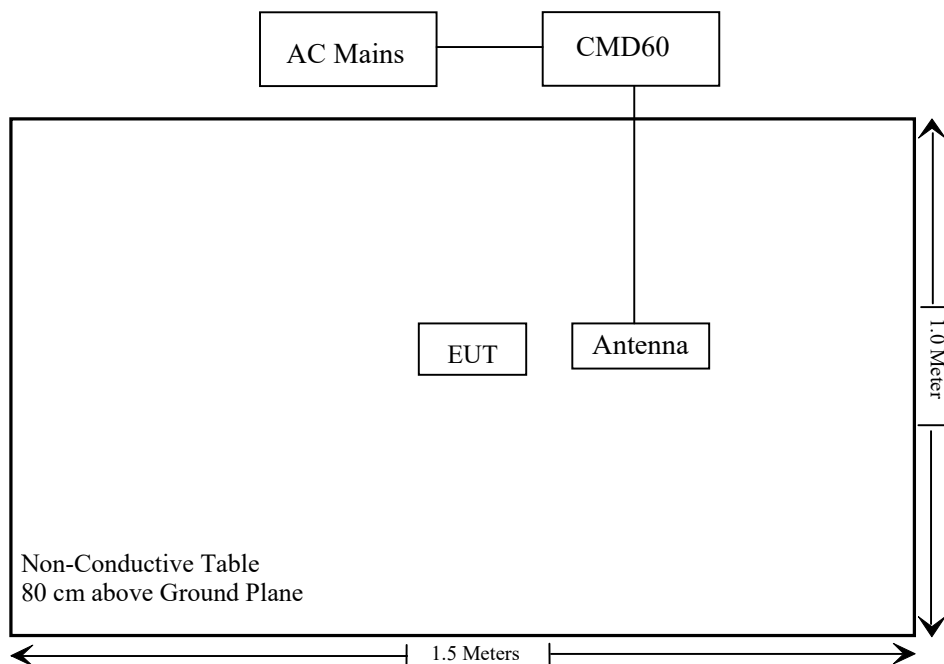 AC Mains
CMD60
EUT
Antenna
1.0 Meter
Non-Conductive Table
80 cm above Ground Plane
1.5 Meters